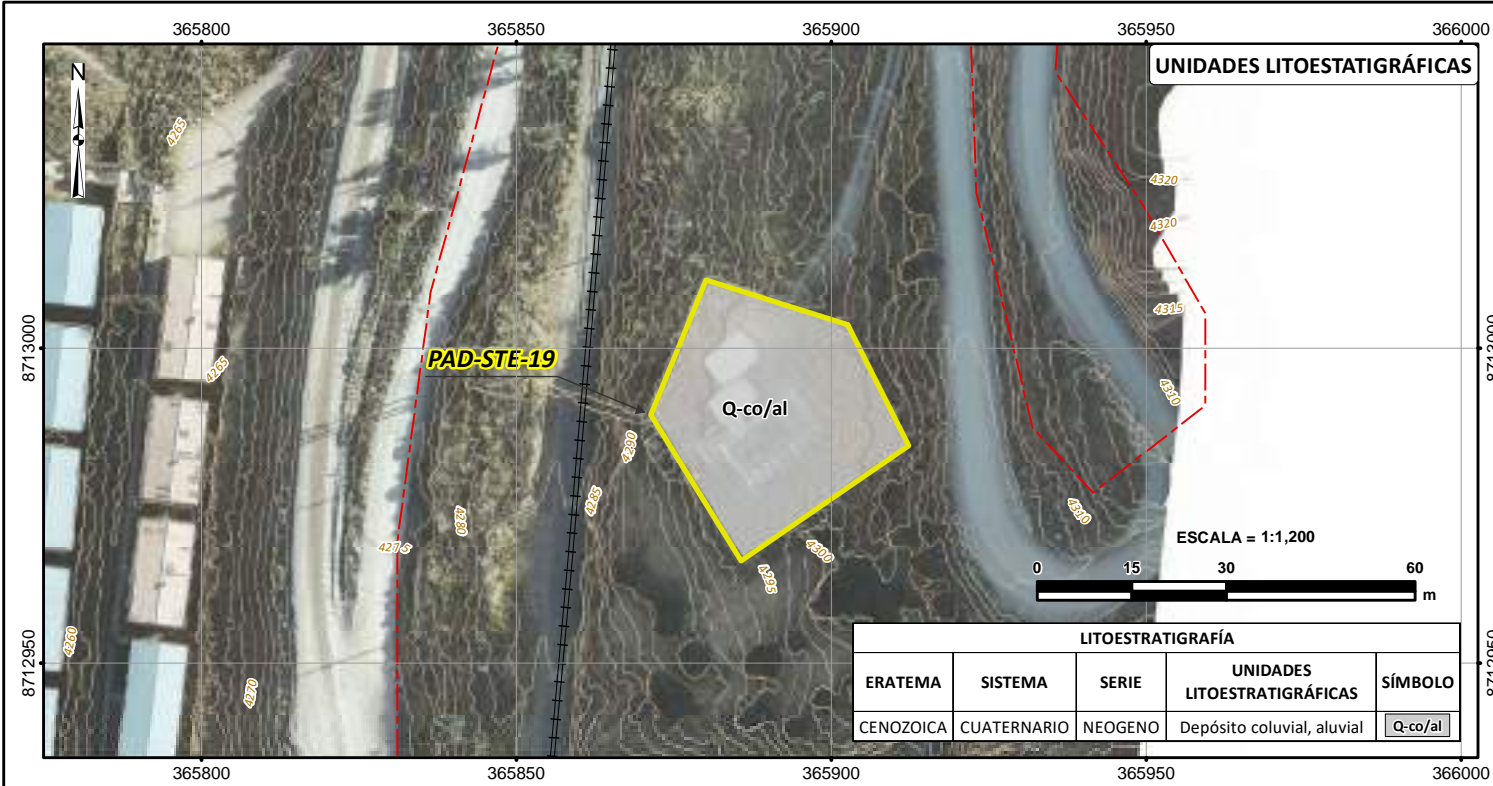 365800 365850 365900 365950 366000
UNIDADES LITOESTATIGRÁFICAS
N
4265
4320
4320
4315
8713000
8713000
PAD-STE-19
4265
4310
Q-co/al
4290
4285
4280
4275
4310
4300
4295
ESCALA = 1:1,200
0 15 30 60
m
4260
4270
8712950
8712950
LITOESTRATIGRAFÍA
ERATEMA SISTEMA SERIE UNIDADES LITOESTRATIGRÁFICAS SÍMBOLO
CENOZOICA CUATERNARIO NEOGENO Depósito coluvial, aluvial Q-co/al
365800 365850 365900 365950 366000